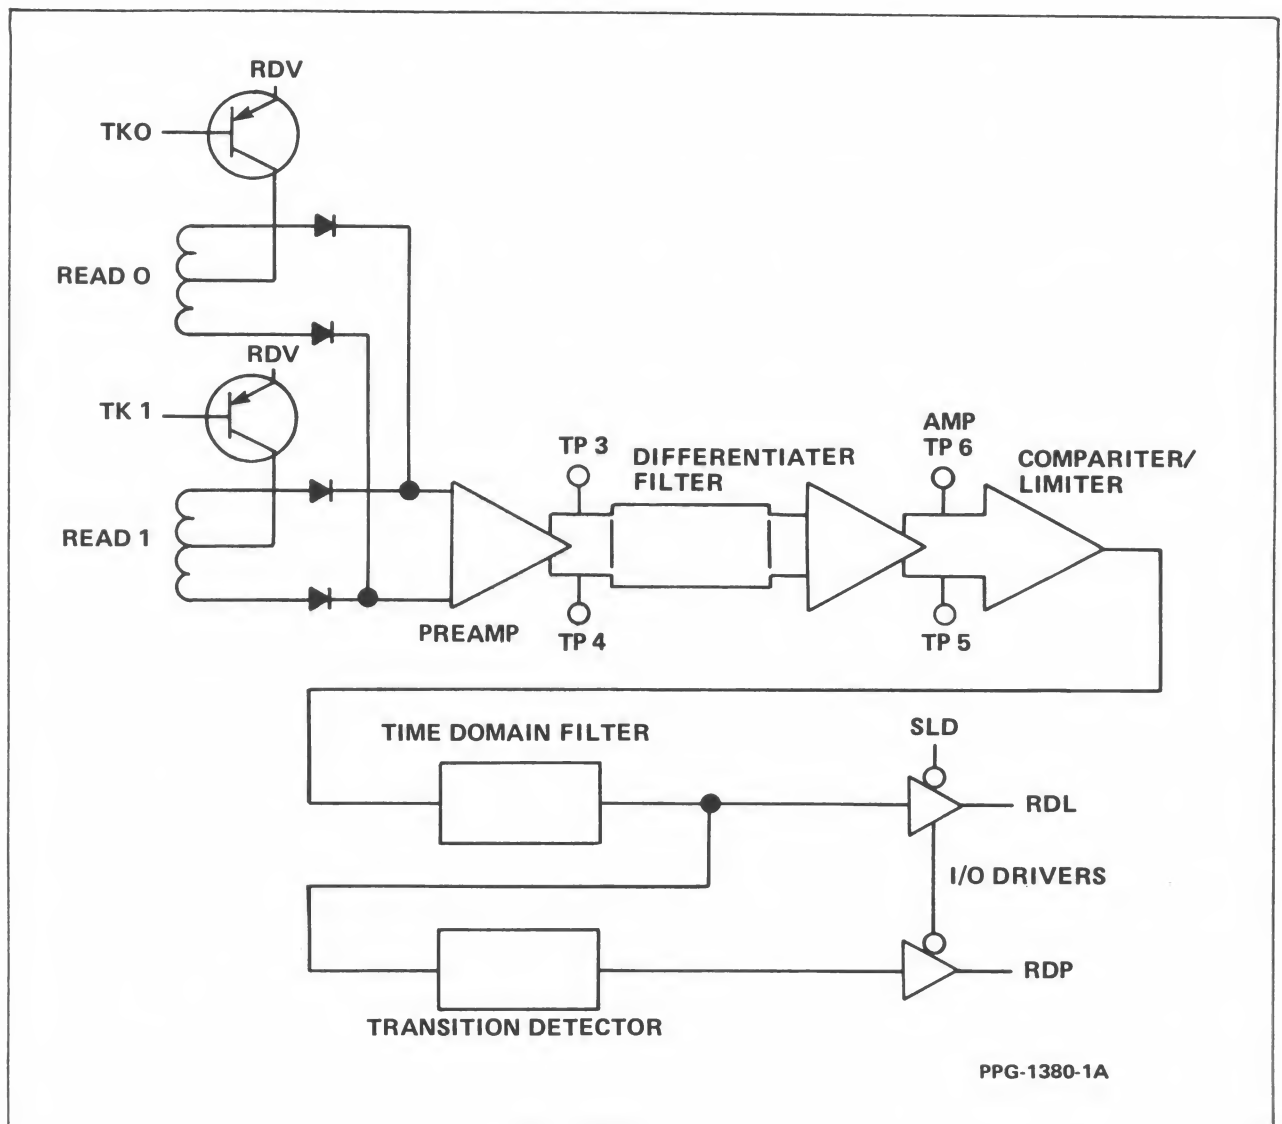 RDV
TKO
READ O
RDV
TK 1
READ 1
PREAMP
TP 3
TP 4
DIFFERENTIATER
FILTER
AMP
TP 6
TP 5
COMPARITER/
LIMITER
TIME DOMAIN FILTER
SLD
RDL
I/O DRIVERS
RDP
TRANSITION DETECTOR
PPG-1380-1A